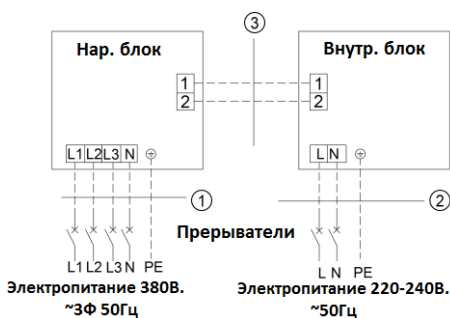 3
Нар. блок
Внутр. блок
1
2
1
2
L1 L2 L3 N
L N
1
2
Прерыватели
L1 L2 L3 N PE
L N PE
Электропитание 380В.
~3Ф 50Гц
Электропитание 220-240В.
~50Гц